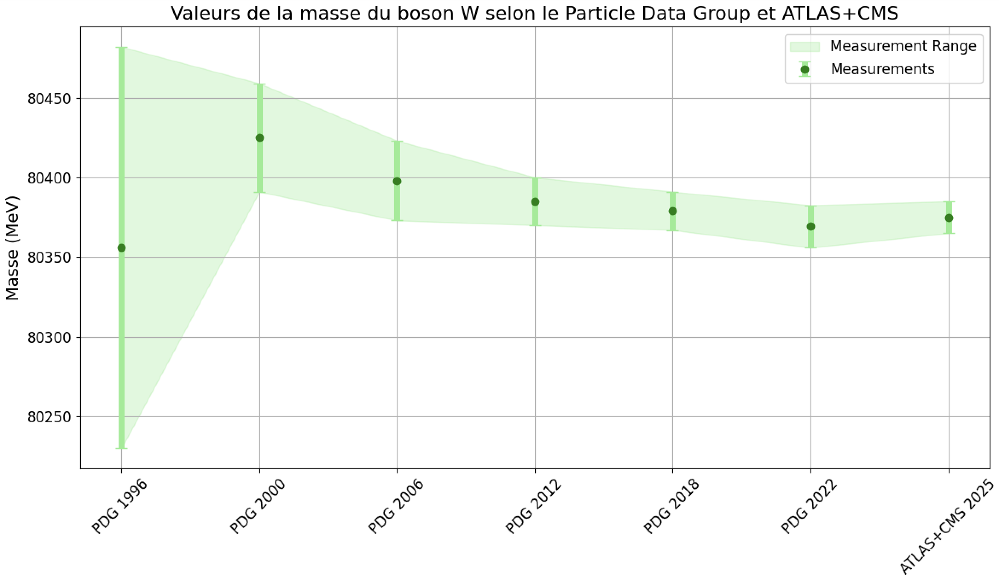 Valeurs de la masse du boson W selon le Particle Data Group et ATLAS+CMS
Measurement Range
Measurements
Masse (MeV)
80450
80400
80350
80300
80250
PDG 1996
PDG 2000
PDG 2006
PDG 2012
PDG 2018
PDG 2022
ATLAS+CMS 2025